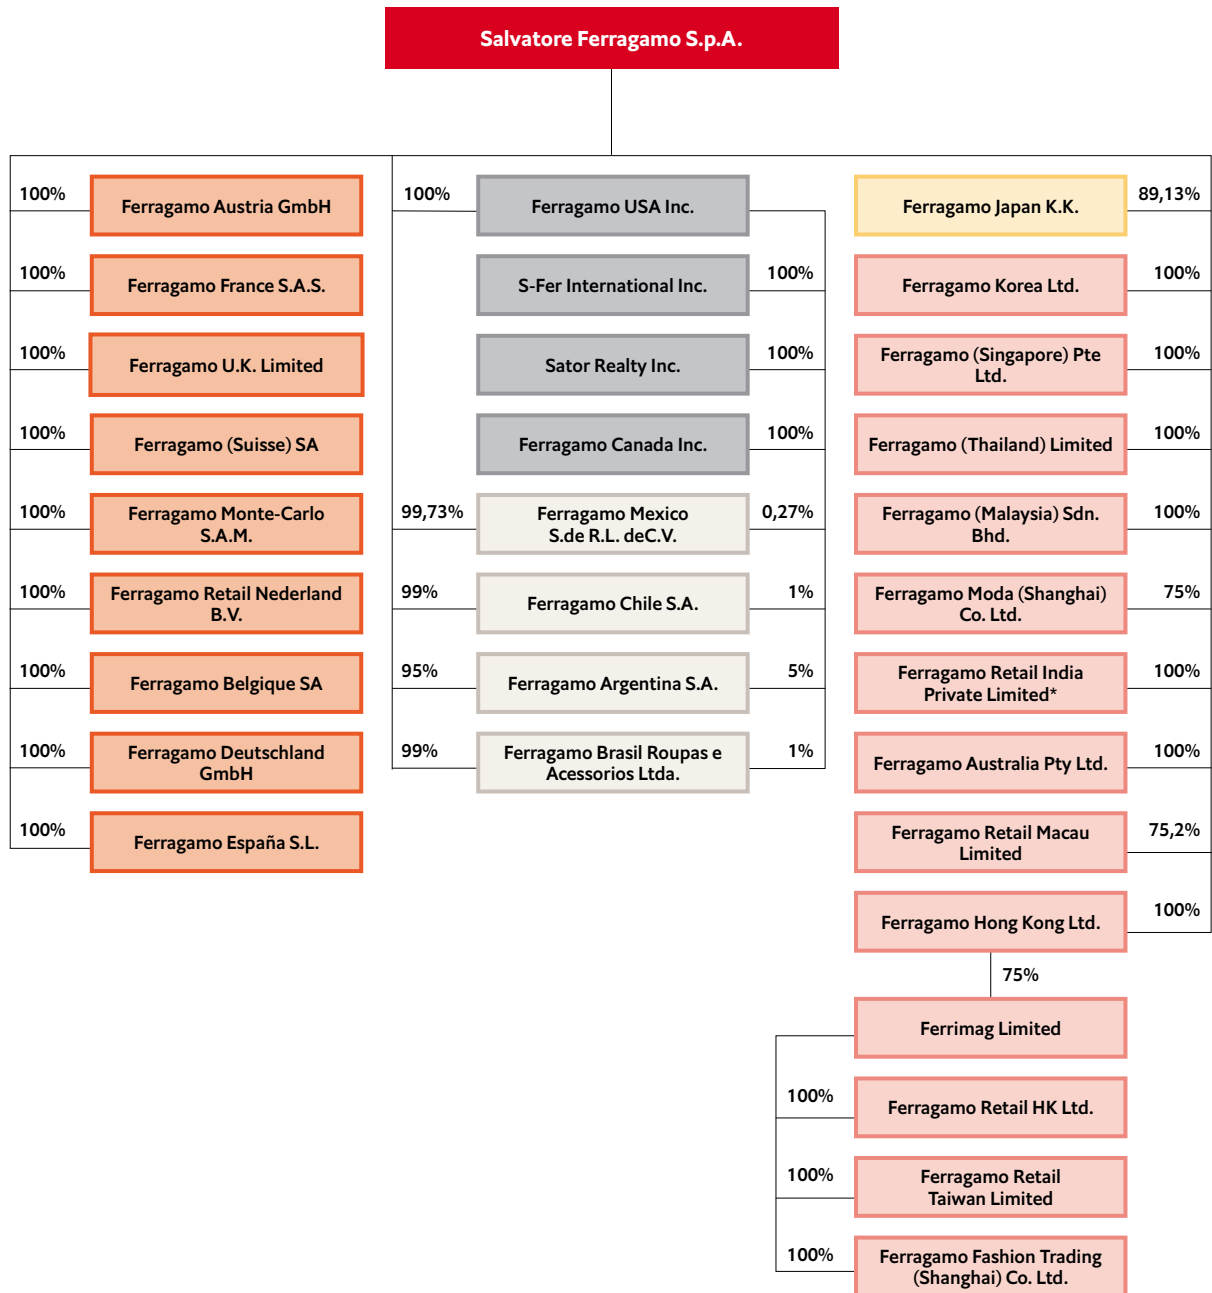 Salvatore Ferragamo S.p.A.
100%
Ferragamo Austria GmbH
100%
Ferragamo France S.A.S.
100%
Ferragamo U.K. Limited
100%
Ferragamo (Suisse) SA
100%
Ferragamo Monte-Carlo
S.A.M.
100%
Ferragamo Retail Nederland
B.V.
100%
Ferragamo Belgique SA
100%
Ferragamo Deutschland
GmbH
100%
Ferragamo España S.L.
100%
Ferragamo USA Inc.
S-Fer International Inc.
100%
Sator Realty Inc.
100%
Ferragamo Canada Inc.
100%
99,73%
Ferragamo Mexico
S.de R.L. deC.V.
0,27%
99%
Ferragamo Chile S.A.
1%
95%
Ferragamo Argentina S.A.
5%
99%
Ferragamo Brasil Roupas e
Acessorios Ltda.
1%
Ferragamo Japan K.K.
89,13%
Ferragamo Korea Ltd.
100%
Ferragamo (Singapore) Pte
Ltd.
100%
Ferragamo (Thailand) Limited
100%
Ferragamo (Malaysia) Sdn.
Bhd.
100%
Ferragamo Moda (Shanghai)
Co. Ltd.
75%
Ferragamo Retail India
Private Limited*
100%
Ferragamo Australia Pty Ltd.
100%
Ferragamo Retail Macau
Limited
75,2%
Ferragamo Hong Kong Ltd.
100%
75%
Ferrimag Limited
100%
Ferragamo Retail HK Ltd.
100%
Ferragamo Retail
Taiwan Limited
100%
Ferragamo Fashion Trading
(Shanghai) Co. Ltd.